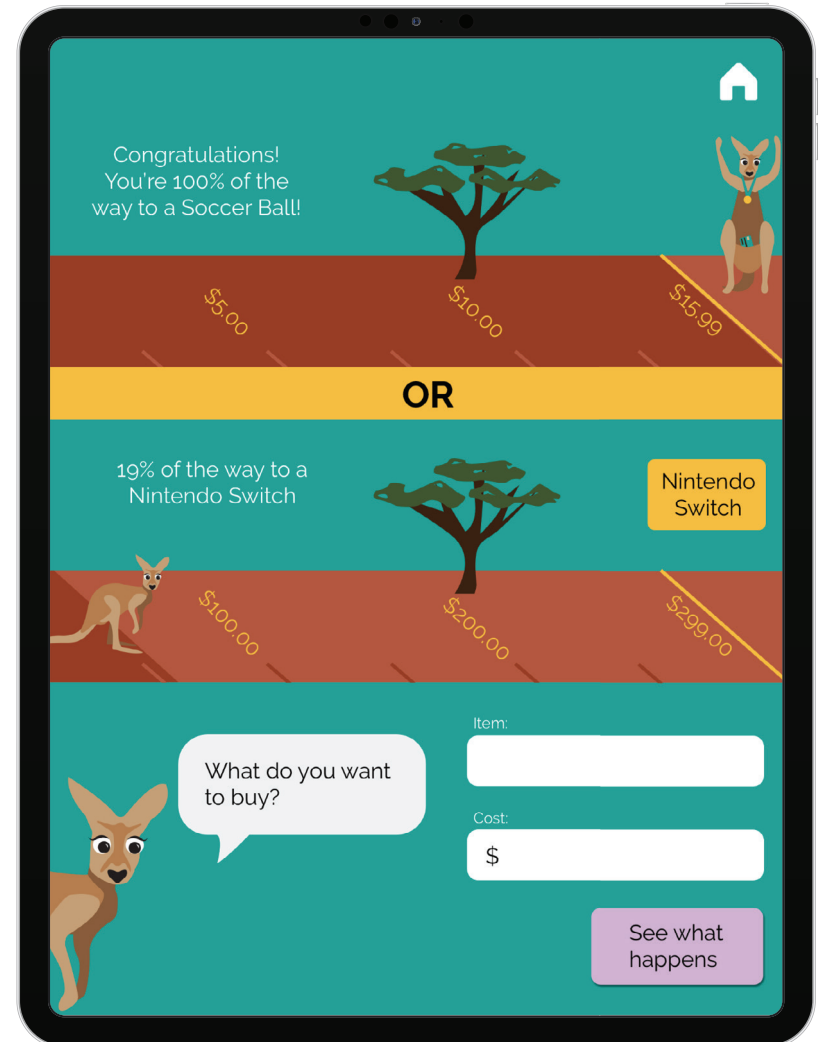 Congratulations!
You're 100% of the
way to a Soccer Ball!
$5.00
$10.00
$15.99
OR
19% of the way to a
Nintendo Switch
Nintendo
Switch
$100.00
$200.00
$299.00
What do you want
to buy?
Item:
Cost:
$
See what
happens